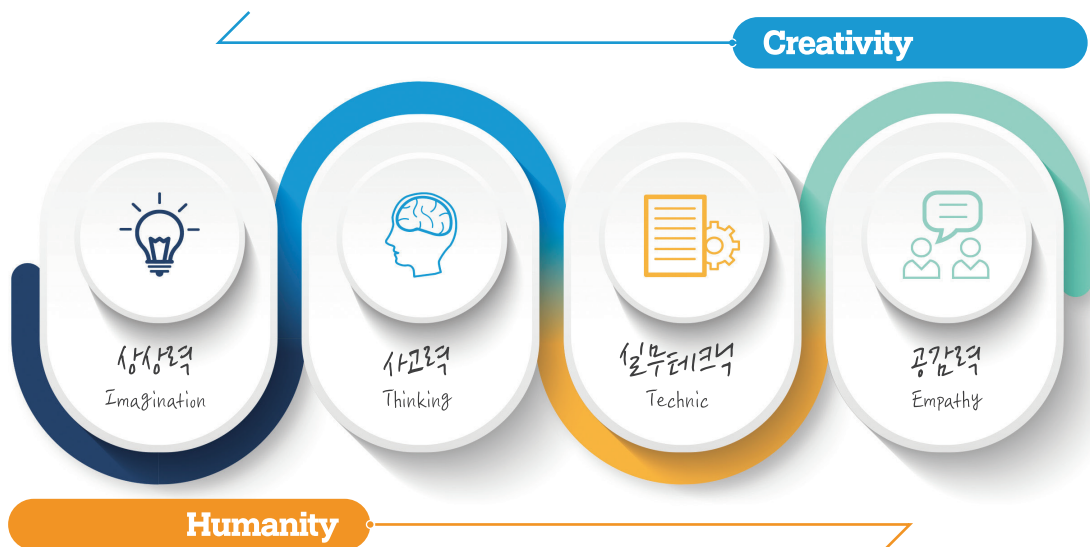 Creativity
상상력
Imagination
사고력
Thinking
실무테크닉
Technic
공감력
Empathy
Humanity